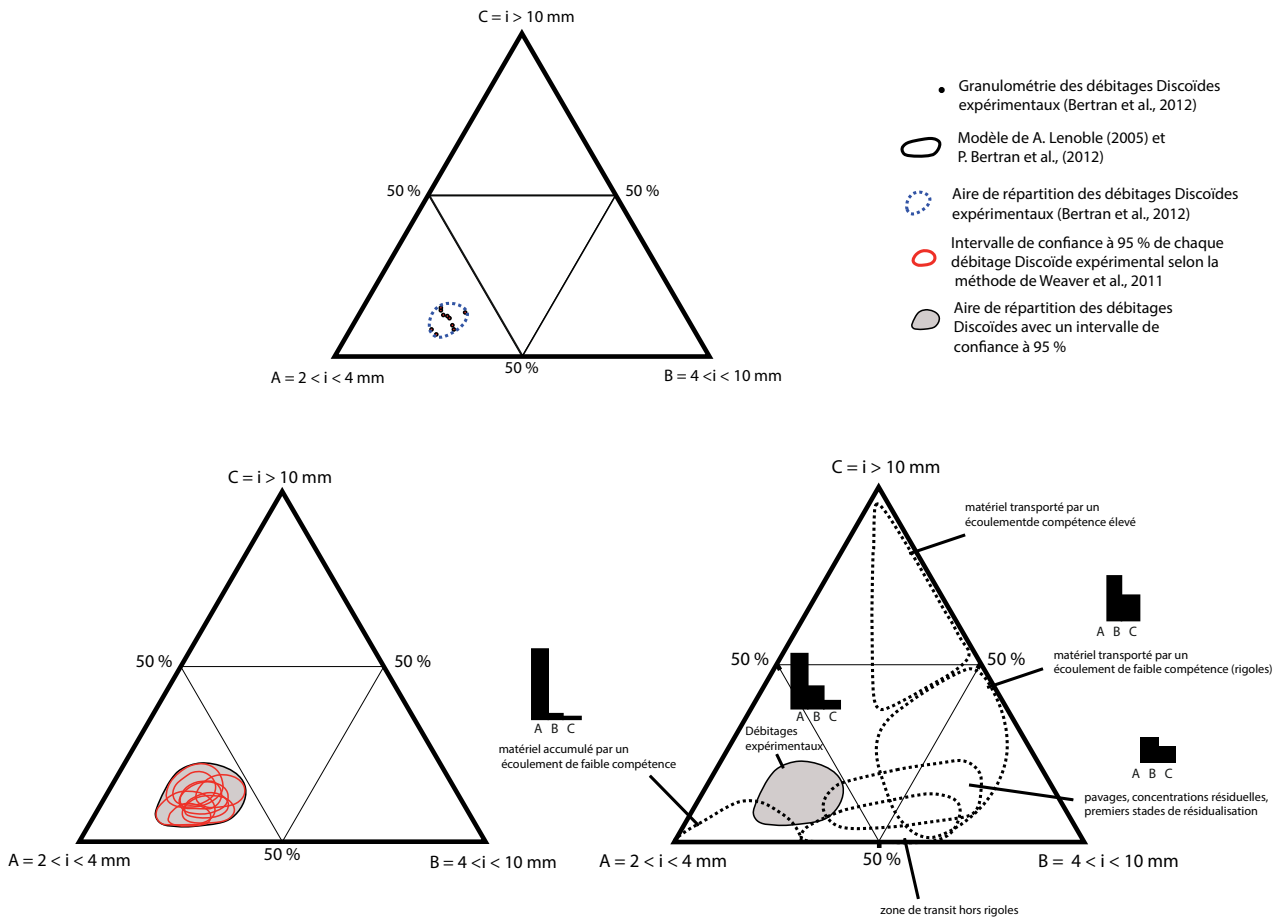 C = i > 10 mm
50 %
50 %
A = 2 < i < 4 mm
50 %
B = 4 <i < 10 mm
Granulométrie des débitages Discoïdes
expérimentaux (Bertran et al., 2012)
Modèle de A. Lenoble (2005) et
P. Bertran et al., (2012)
Aire de répartition des débitages Discoïdes
expérimentaux (Bertran et al., 2012)
Intervalle de confiance à 95 % de chaque
débitage Discoïde expérimental selon la
méthode de Weaver et al., 2011
Aire de répartition des débitages
Discoïdes avec un intervalle de
confiance à 95 %
C = i > 10 mm
50 %
50 %
A = 2 < i < 4 mm
50 %
B = 4 <i < 10 mm
C = i > 10 mm
matériel transporté par un
écoulementde compétence élevé
A B C
50 %
50 %
matériel transporté par un
écoulement de faible compétence (rigoles)
A B C
A B C
matériel accumulé par un
écoulement de faible compétence
Débitages
expérimentaux
A B C
pavages, concentrations résiduelles,
premiers stades de résidualisation
A = 2 < i < 4 mm
50 %
B = 4 < i < 10 mm
zone de transit hors rigoles